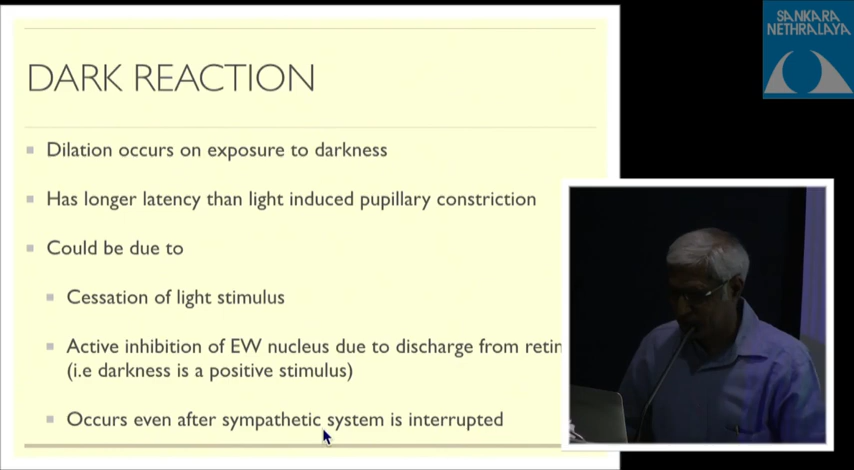 SANKARA
NETHRALAYA
DARK REACTION
Dilation occurs on exposure to darkness
Has longer latency than light induced pupillary constriction
Could be due to
Cessation of light stimulus
Active inhibition of EW nucleus due to discharge from retin
(i.e darkness is a positive stimulus)
Occurs even after sympathetic system is interrupted